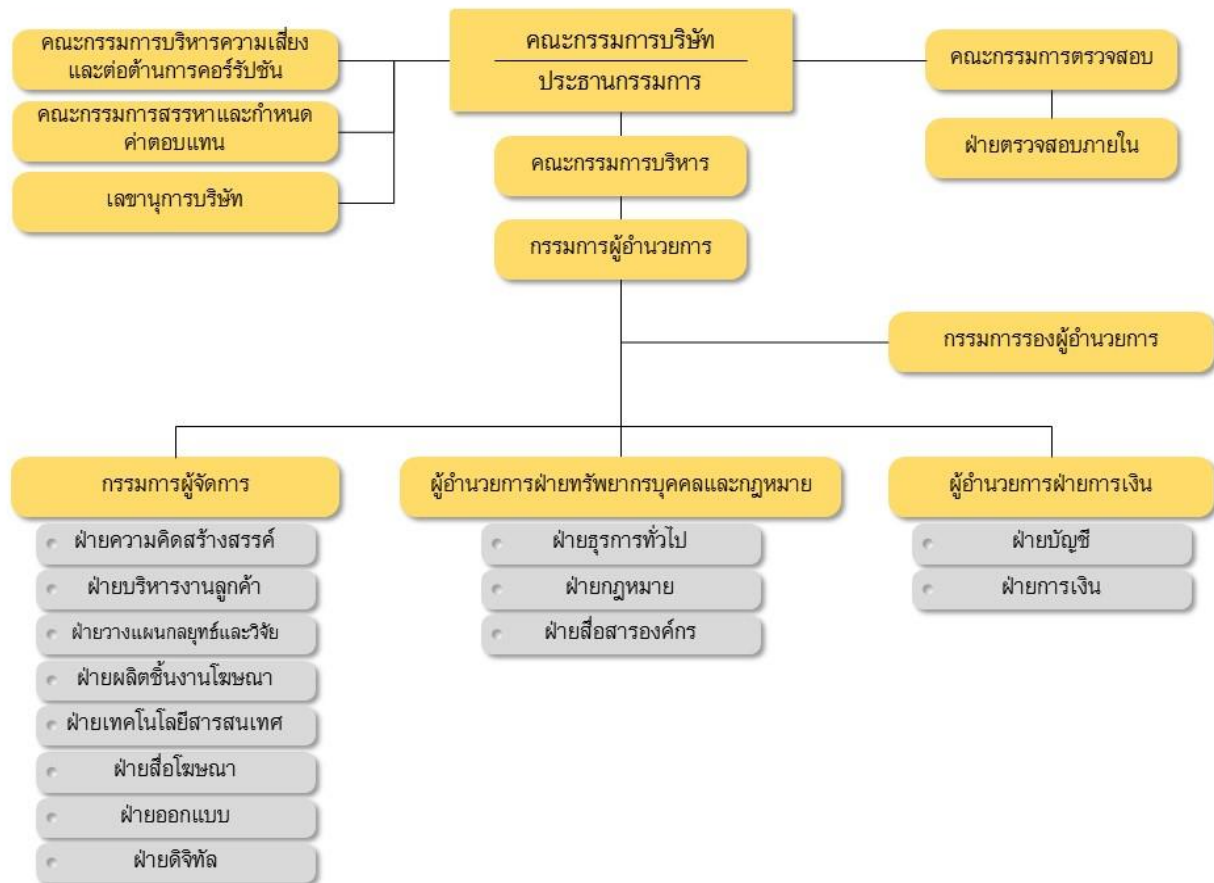 คณะกรรมการบริหารความเสี่ยง
และต่อต้านการคอร์รัปชัน
คณะกรรมการสรรหาและกำหนด
ค่าตอบแทน
เลขานุการบริษัท
คณะกรรมการบริษัท
ประธานกรรมการ
คณะกรรมการบริหาร
กรรมการผู้อำนวยการ
คณะกรรมการตรวจสอบ
ฝ่ายตรวจสอบภายใน
กรรมการรองผู้อำนวยการ
กรรมการผู้จัดการ
ฝ่ายความคิดสร้างสรรค์
ฝ่ายบริหารงานลูกค้า
ฝ่ายวางแผนกลยุทธ์และวิจัย
ฝ่ายผลิตชิ้นงานโฆษณา
ฝ่ายเทคโนโลยีสารสนเทศ
ฝ่ายสื่อโฆษณา
ฝ่ายออกแบบ
ฝ่ายดิจิทัล
ผู้อำนวยการฝ่ายทรัพยากรบุคคลและกฎหมาย
ฝ่ายธุรการทั่วไป
ฝ่ายกฎหมาย
ฝ่ายสื่อสารองค์กร
ผู้อำนวยการฝ่ายการเงิน
ฝ่ายบัญชี
ฝ่ายการเงิน